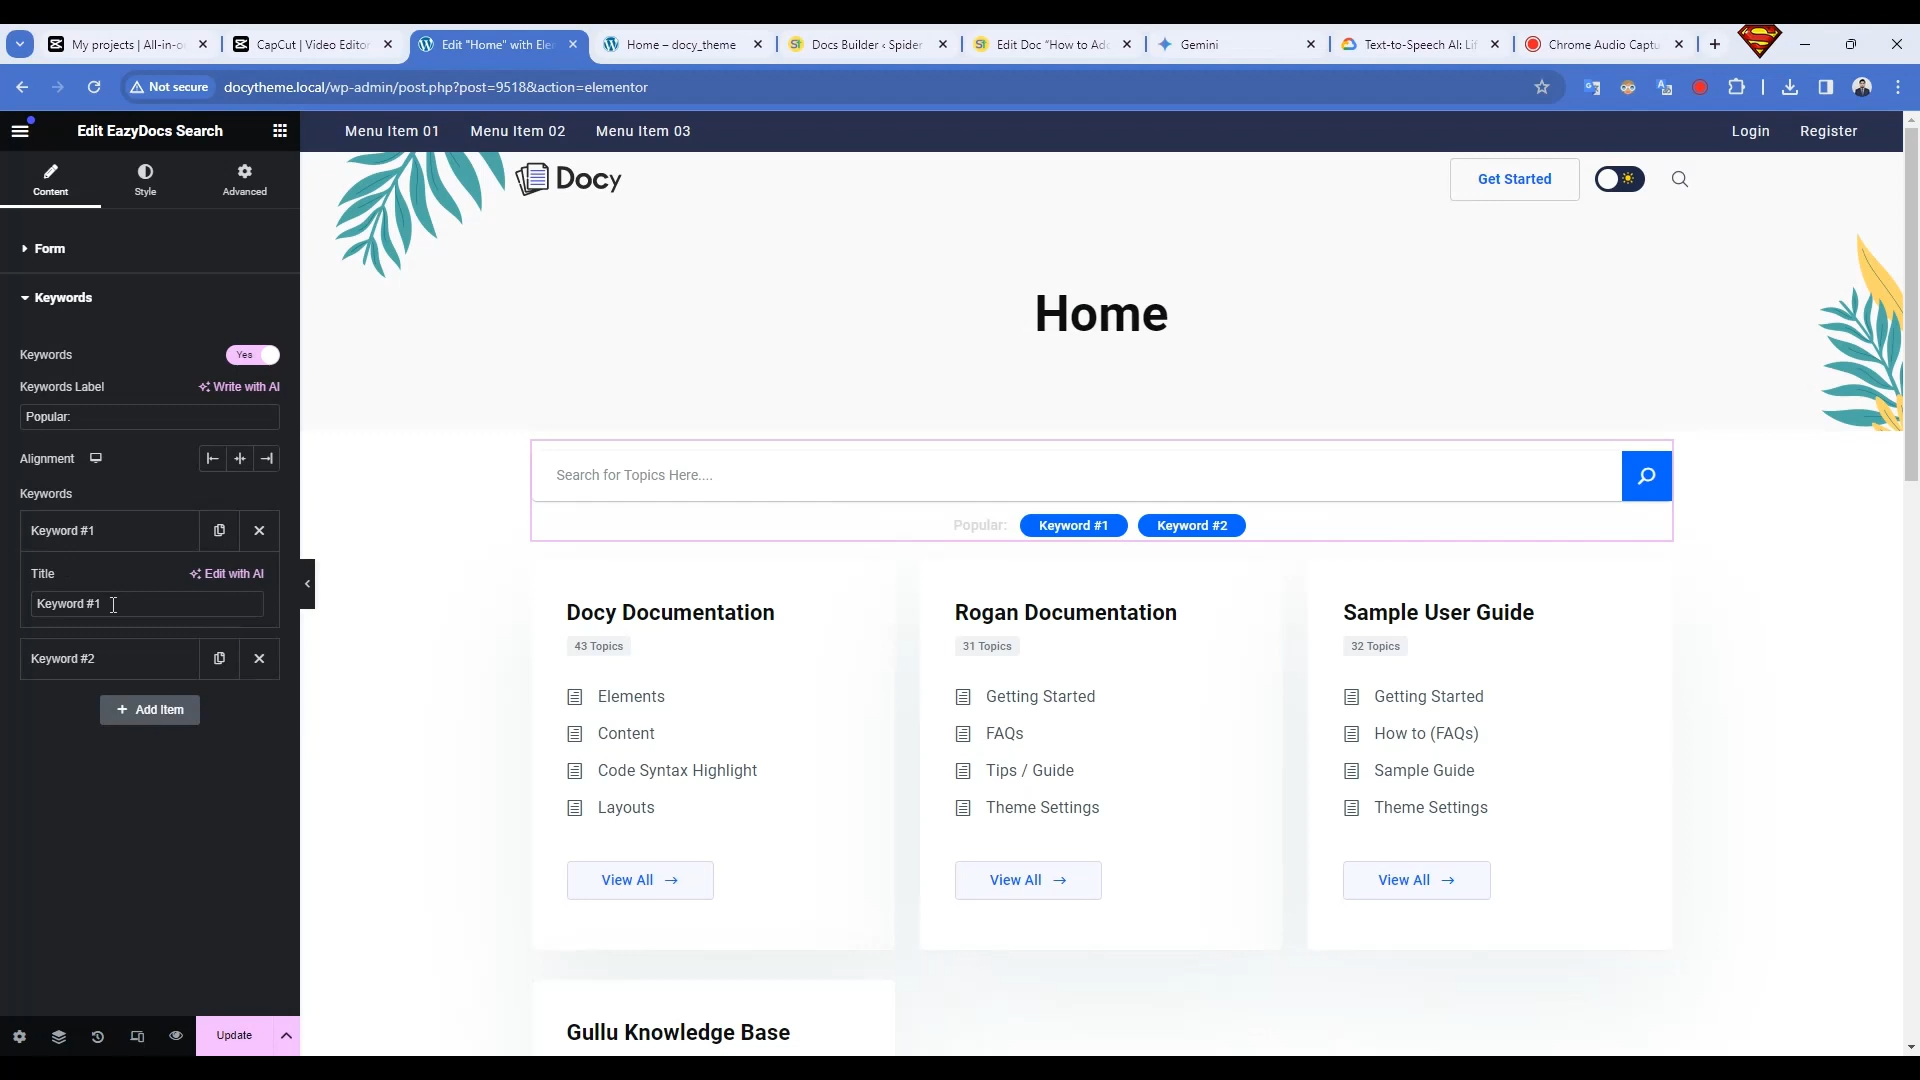 My projects | All-in-o
CapCut | Video Editor
Edit "Home" with Ele
Home – docy_theme
Docs Builder ‹ Spider
Edit Doc "How to Ad
Gemini
Text-to-Speech AI: Lif
Chrome Audio Captu
Not secure
docytheme.local/wp-admin/post.php?post=9518&action=elementor
Edit EazyDocs Search
Content
Style
Advanced
Form
Keywords
Keywords
Yes
Keywords Label
Write with AI
Popular:
Alignment
Keywords
Keyword #1
Title
Edit with AI
Keyword #1
Keyword #2
Add Item
Update
Menu Item 01
Menu Item 02
Menu Item 03
Login
Register
Docy
Get Started
Home
Search for Topics Here....
Popular:
Keyword #1
Keyword #2
Docy Documentation
43 Topics
Elements
Content
Code Syntax Highlight
Layouts
View All
Rogan Documentation
31 Topics
Getting Started
FAQs
Tips / Guide
Theme Settings
View All
Sample User Guide
32 Topics
Getting Started
How to (FAQs)
Sample Guide
Theme Settings
View All
Gullu Knowledge Base